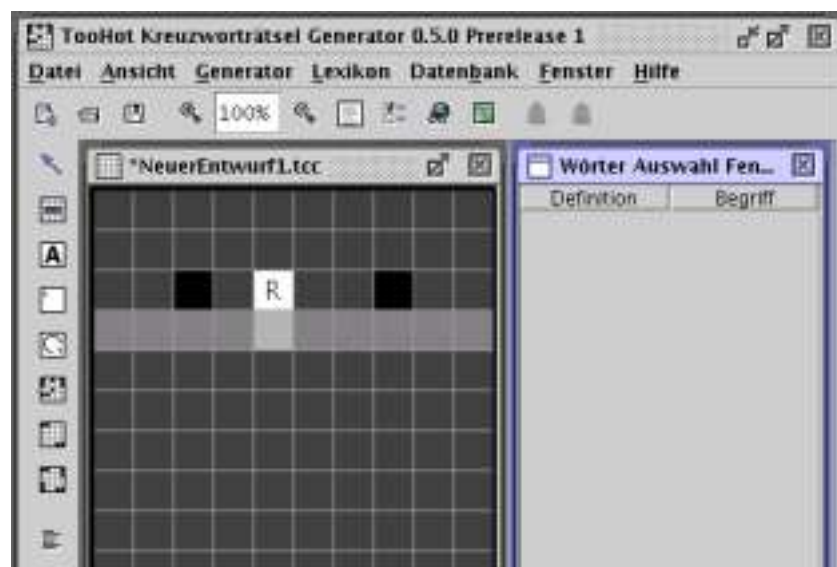 TooHot Kreuzworträtsel Generator 0.5.0 Prerelease 1
Datei Ansicht Generator Lexikon Datenbank Fenster Hilfe
100%
*NeuerEntwurf1.tcc
Wörter Auswahl Fen...
Definition Begriff
A
R